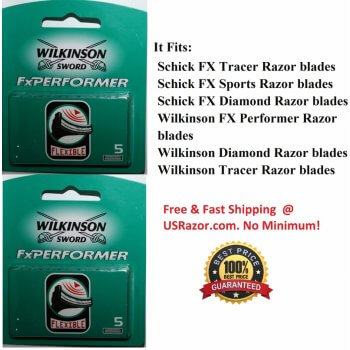 WILKINSON
SWORD
FxPERFORMER
FLEXIBLE
5
WILKINSON
SWORD
FxPERFORMER
FLEXIBLE
5
It Fits:
Schick FX Tracer Razor blades
Schick FX Sports Razor blades
Schick FX Diamond Razor blades
Wilkinson FX Performer Razor
blades
Wilkinson Diamond Razor blades
Wilkinson Tracer Razor blades
Free & Fast Shipping @
USRazor.com. No Minimum!
BEST PRICE
100%
BEST PRICE
GUARANTEED